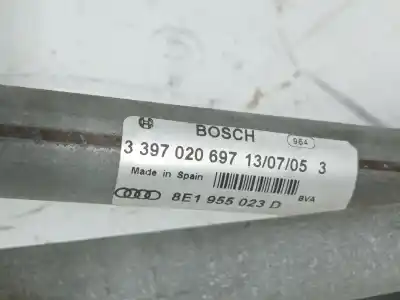 BOSCH 964
3 397 020 697 13/07/05 3
Made in Spain
8E1 955 023 D BVA